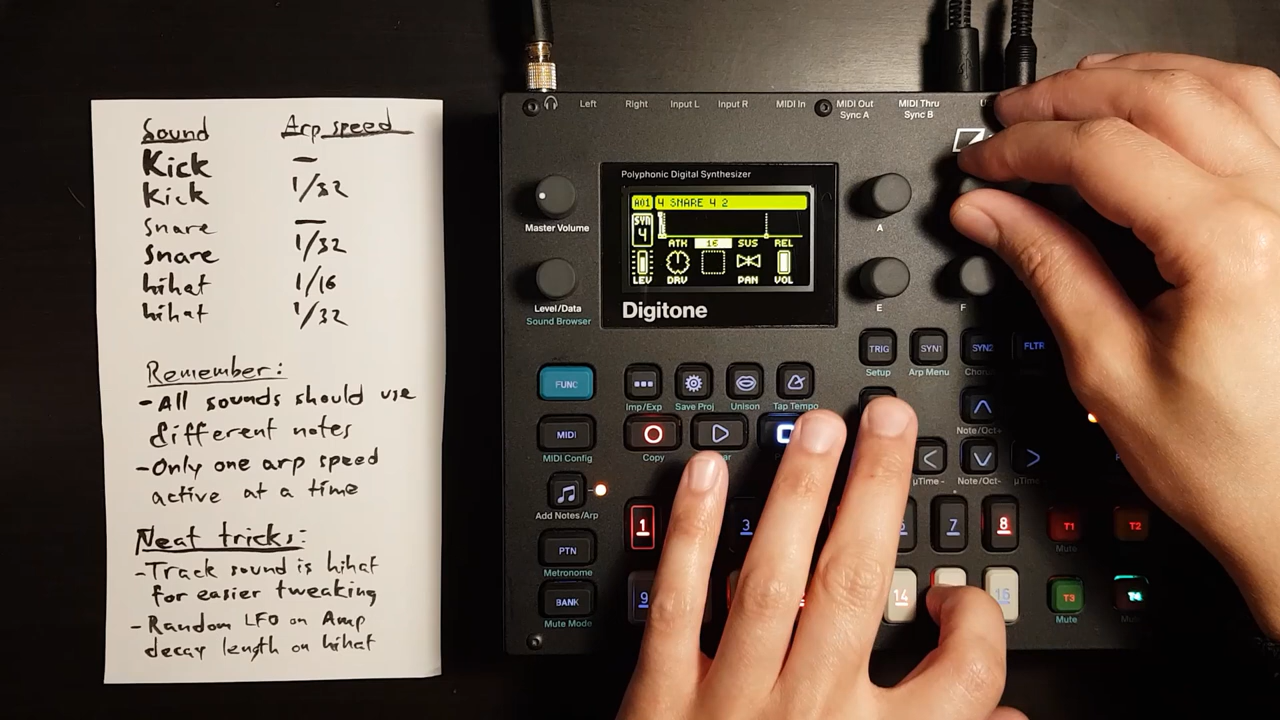 Sound Arp speed
Kick –
Kick 1/32
Snare –
Snare 1/32
hihat 1/16
hihat 1/32
Remember:
- All sounds should use
different notes
- Only one arp speed
active at a time
Neat tricks:
- Track sound is hihat
for easier tweaking
- Random LFO on Amp
decay length on hihat
Left Right Input L Input R MIDI In MIDI Out MIDI Thru
Sync A Sync B
Polyphonic Digital Synthesizer
A01 4 SNARE 4 2
SYN
4
ATK 16 SUS REL
LEV DRV PAN VOL
Digitone
Master Volume
Level/Data
Sound Browser
A
E F
TRIG SYN1 SYN2 FLTR
Setup Arp Menu
FUNC
Imp/Exp Save Proj Unison Tap Tempo
MIDI
MIDI Config
Copy
Note/Oct+
μTime- Note/Oct-
Add Notes/Arp
1 3 7 8 T1 T2
Mute
PTN
Metronome
BANK
Mute Mode
9 14 16 T3 T4
Mute